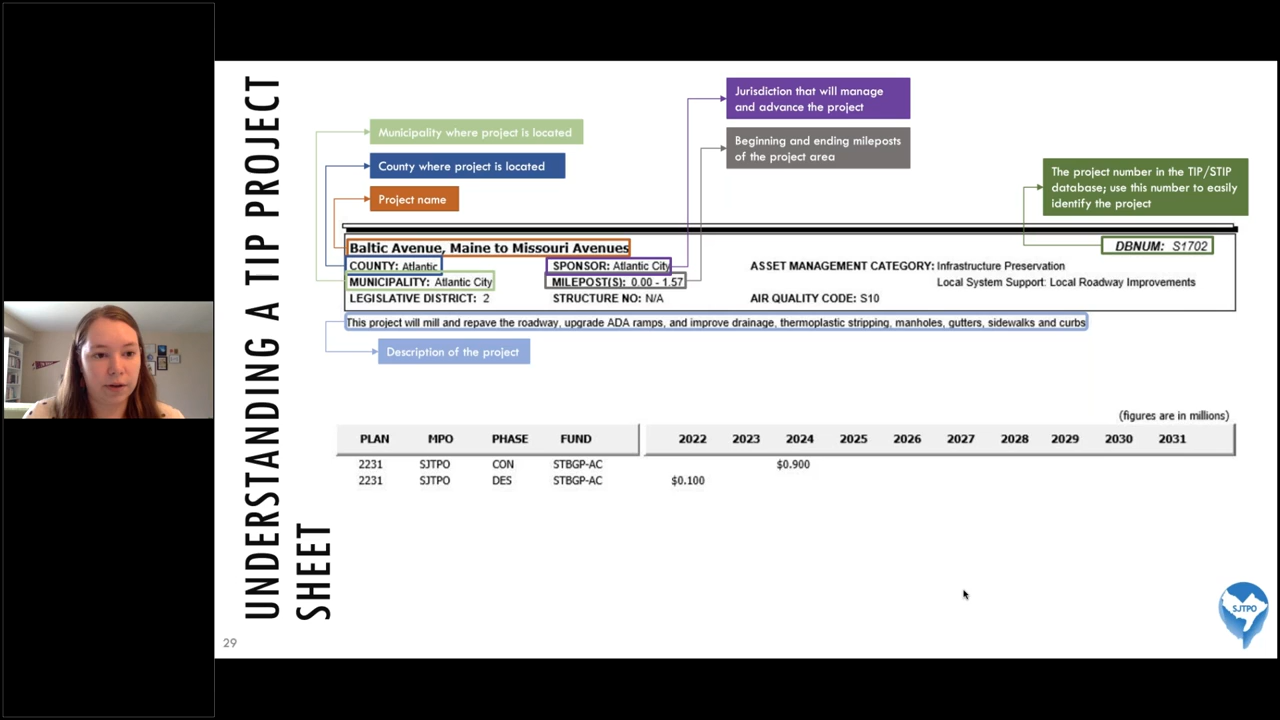 UNDERSTANDING A TIP PROJECT
SHEET
Municipality where project is located
County where project is located
Project name
Jurisdiction that will manage
and advance the project
Beginning and ending mileposts
of the project area
The project number in the TIP/STIP
database; use this number to easily
identify the project
Baltic Avenue, Maine to Missouri Avenues
DBNUM: S1702
COUNTY: Atlantic SPONSOR: Atlantic City ASSET MANAGEMENT CATEGORY: Infrastructure Preservation
MUNICIPALITY: Atlantic City MILEPOST(S): 0.00 - 1.57 Local System Support: Local Roadway Improvements
LEGISLATIVE DISTRICT: 2 STRUCTURE NO: N/A AIR QUALITY CODE: S10
This project will mill and repave the roadway, upgrade ADA ramps, and improve drainage, thermoplastic stripping, manholes, gutters, sidewalks and curbs
Description of the project
(figures are in millions)
PLAN MPO PHASE FUND 2022 2023 2024 2025 2026 2027 2028 2029 2030 2031
2231 SJTPO CON STBGP-AC $0.900
2231 SJTPO DES STBGP-AC $0.100
SJTPO
29